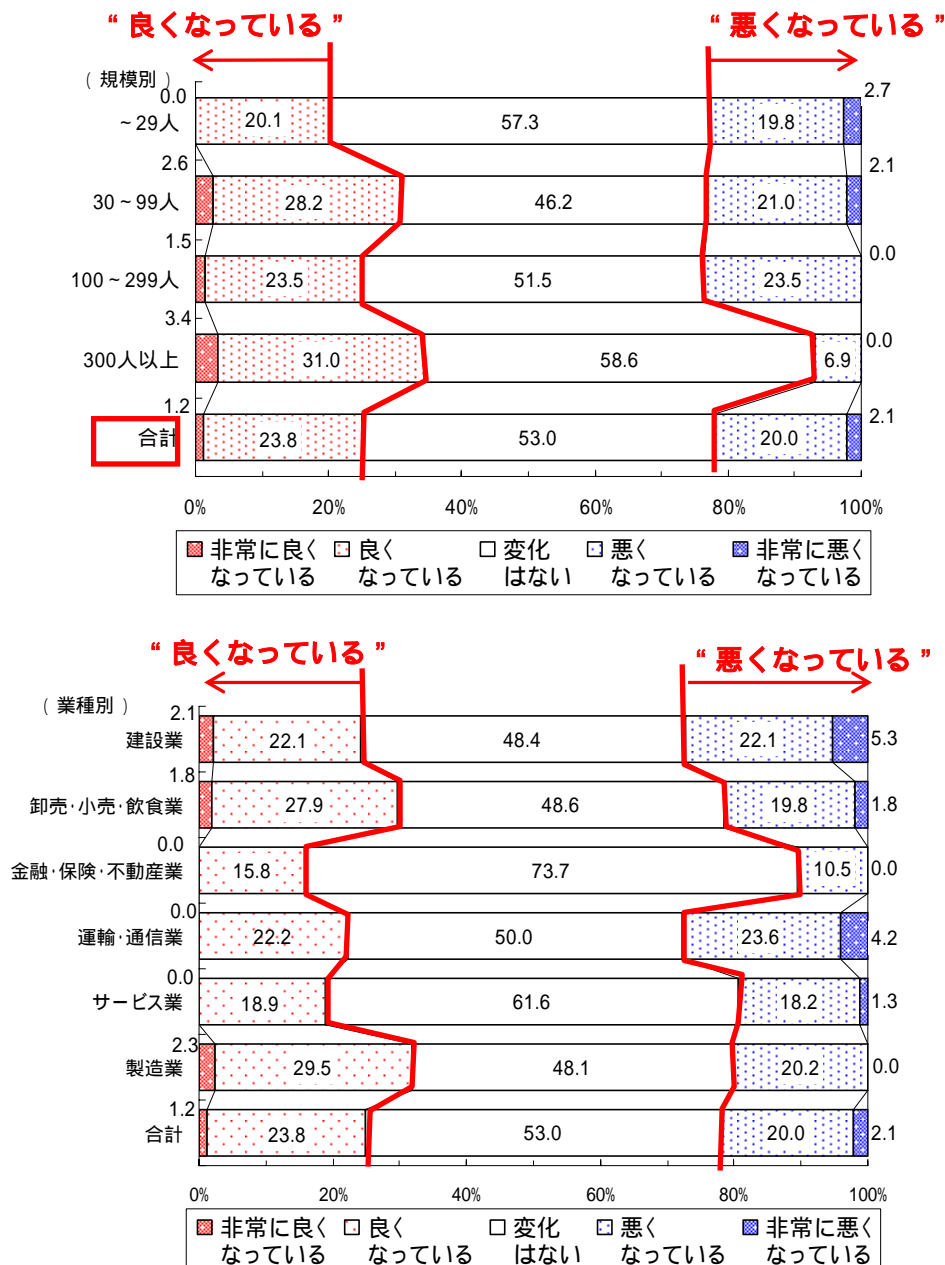 “ 良くなっている ” “ 悪くなっている ”
( 規模別 )
0.0 2.7
~29人 20.1 57.3 19.8
2.6 2.1
30~99人 28.2 46.2 21.0
1.5 0.0
100~299人 23.5 51.5 23.5
3.4 0.0
300人以上 31.0 58.6 6.9
1.2 2.1
合計 23.8 53.0 20.0
0% 20% 40% 60% 80% 100%
非常に良く 良く 変化 悪く 非常に悪く
なっている なっている はない なっている なっている
“ 良くなっている ” “ 悪くなっている ”
( 業種別 )
2.1
建設業 22.1 48.4 22.1 5.3
1.8
卸売・小売・飲食業 27.9 48.6 19.8 1.8
0.0
金融・保険・不動産業 15.8 73.7 10.5 0.0
0.0
運輸・通信業 22.2 50.0 23.6 4.2
0.0
サービス業 18.9 61.6 18.2 1.3
2.3
製造業 29.5 48.1 20.2 0.0
1.2
合計 23.8 53.0 20.0 2.1
0% 20% 40% 60% 80% 100%
非常に良く 良く 変化 悪く 非常に悪く
なっている なっている はない なっている なっている